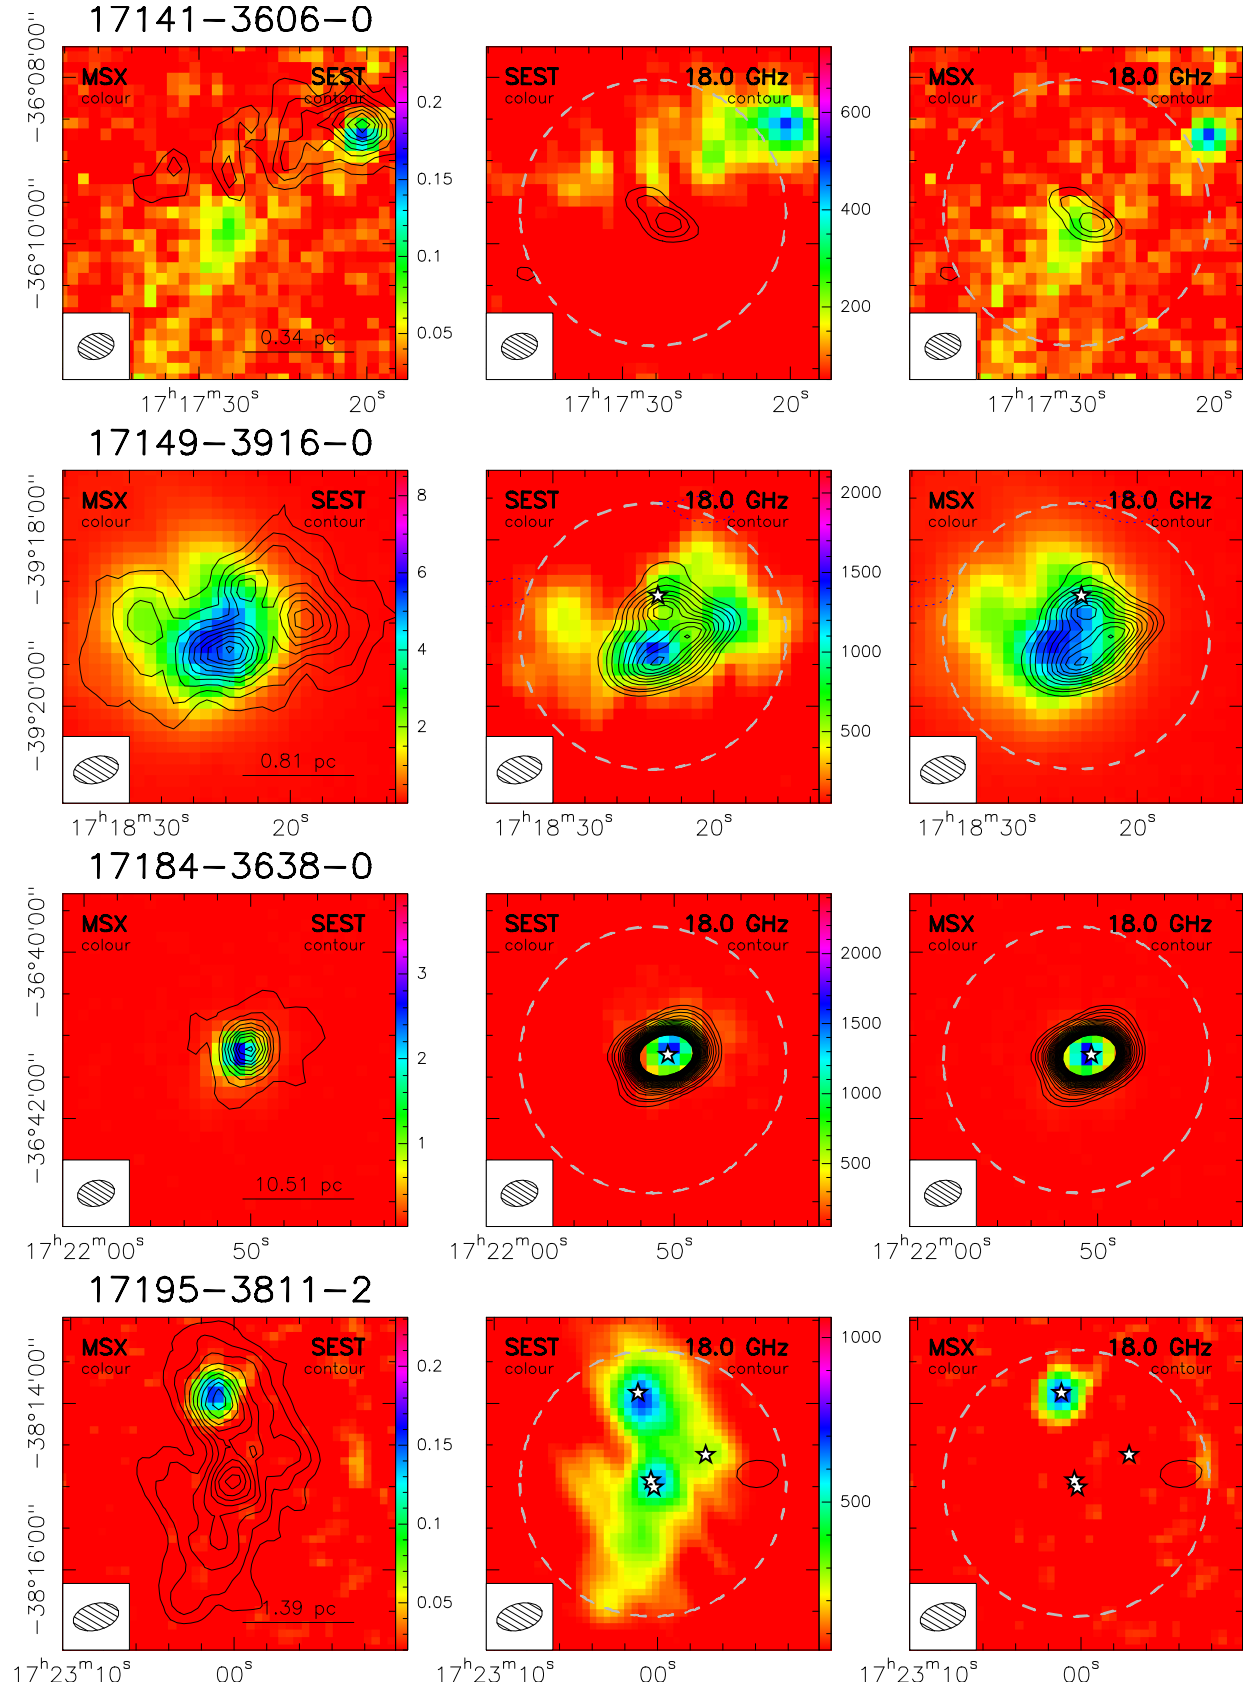 17141−3606−0
MSX SEST
colour contour
0.34 pc
−36°08'00"
−36°10'00"
17ʰ17ᵐ30ˢ 20ˢ
0.2
0.15
0.1
0.05
SEST 18.0 GHz
colour contour
17ʰ17ᵐ30ˢ 20ˢ
600
400
200
MSX 18.0 GHz
colour contour
17ʰ17ᵐ30ˢ 20ˢ
17149−3916−0
MSX SEST
colour contour
0.81 pc
−39°18'00"
−39°20'00"
17ʰ18ᵐ30ˢ 20ˢ
8
6
4
2
SEST 18.0 GHz
colour contour
17ʰ18ᵐ30ˢ 20ˢ
2000
1500
1000
500
MSX 18.0 GHz
colour contour
17ʰ18ᵐ30ˢ 20ˢ
17184−3638−0
MSX SEST
colour contour
10.51 pc
−36°40'00"
−36°42'00"
17ʰ22ᵐ00ˢ 50ˢ
3
2
1
SEST 18.0 GHz
colour contour
17ʰ22ᵐ00ˢ 50ˢ
2000
1500
1000
500
MSX 18.0 GHz
colour contour
17ʰ22ᵐ00ˢ 50ˢ
17195−3811−2
MSX SEST
colour contour
1.39 pc
−38°14'00"
−38°16'00"
17ʰ23ᵐ10ˢ 00ˢ
0.2
0.15
0.1
0.05
SEST 18.0 GHz
colour contour
17ʰ23ᵐ10ˢ 00ˢ
1000
500
MSX 18.0 GHz
colour contour
17ʰ23ᵐ10ˢ 00ˢ